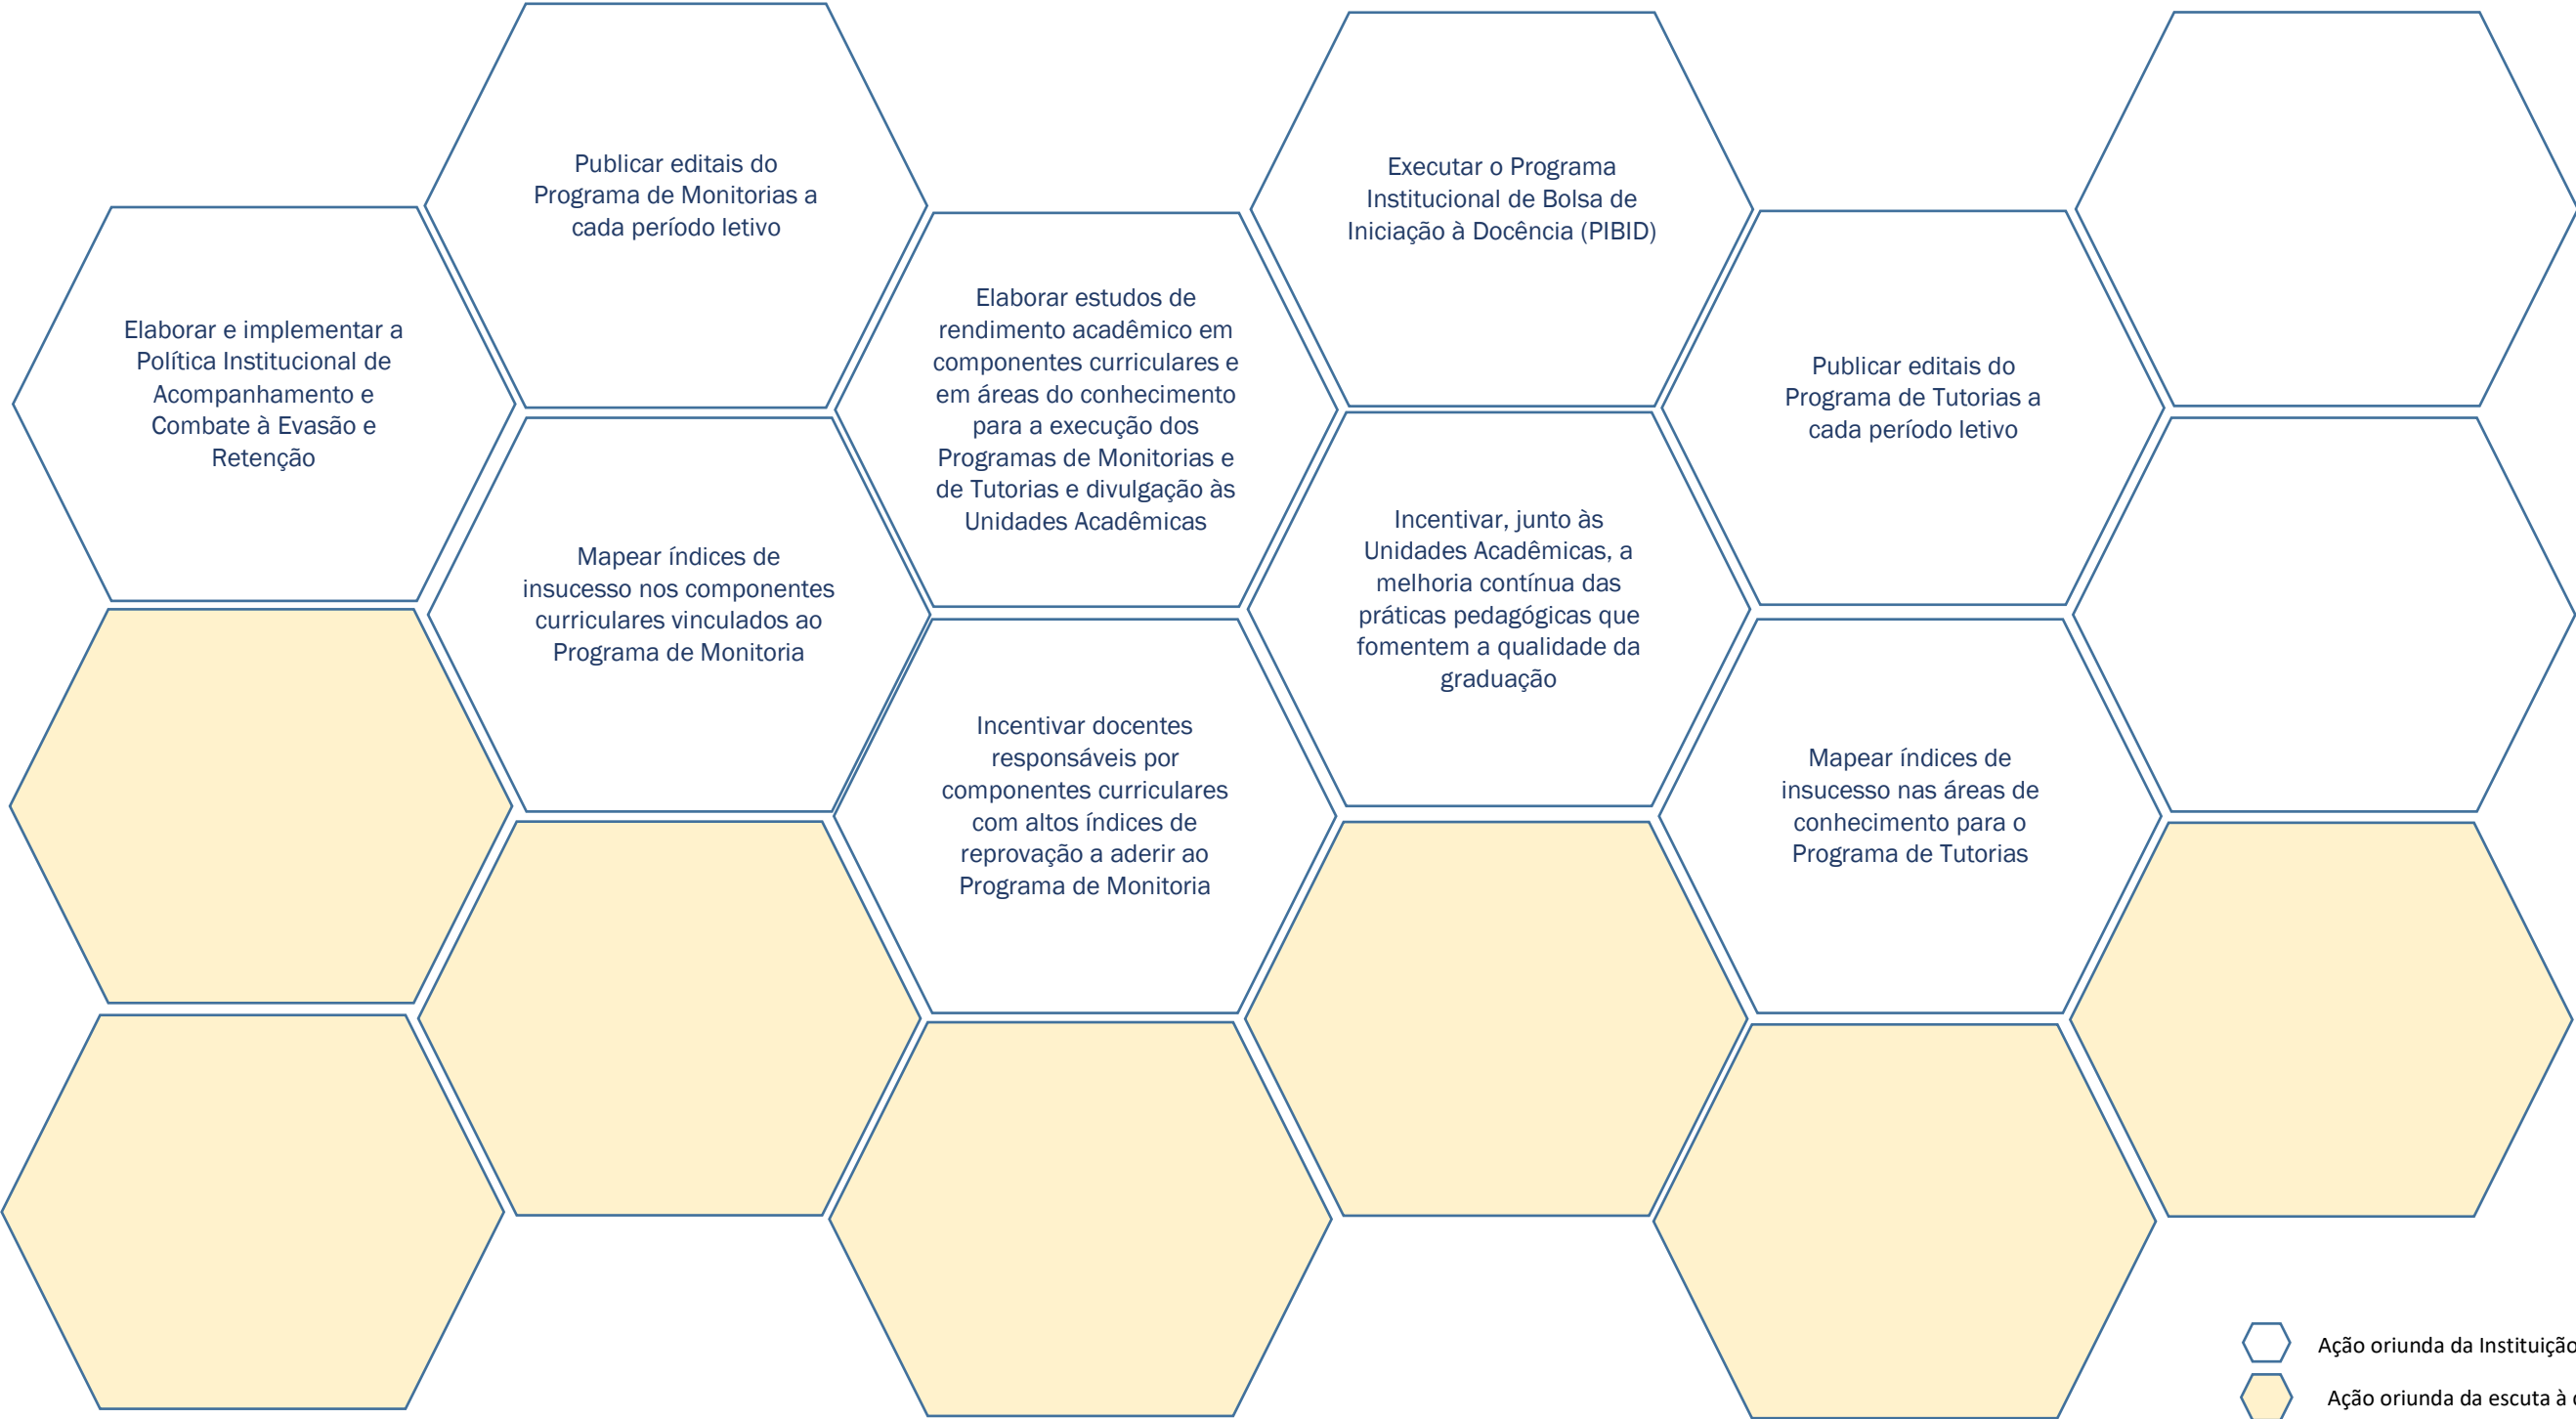 Publicar editais do
Programa de Monitorias a
cada período letivo
Executar o Programa
Institucional de Bolsa de
Iniciação à Docência (PIBID)
Elaborar e implementar a
Política Institucional de
Acompanhamento e
Combate à Evasão e
Retenção
Elaborar estudos de
rendimento acadêmico em
componentes curriculares e
em áreas do conhecimento
para a execução dos
Programas de Monitorias e
de Tutorias e divulgação às
Unidades Acadêmicas
Publicar editais do
Programa de Tutorias a
cada período letivo
Mapear índices de
insucesso nos componentes
curriculares vinculados ao
Programa de Monitoria
Incentivar, junto às
Unidades Acadêmicas, a
melhoria contínua das
práticas pedagógicas que
fomentem a qualidade da
graduação
Incentivar docentes
responsáveis por
componentes curriculares
com altos índices de
reprovação a aderir ao
Programa de Monitoria
Mapear índices de
insucesso nas áreas de
conhecimento para o
Programa de Tutorias
Ação oriunda da Instituição
Ação oriunda da escuta à